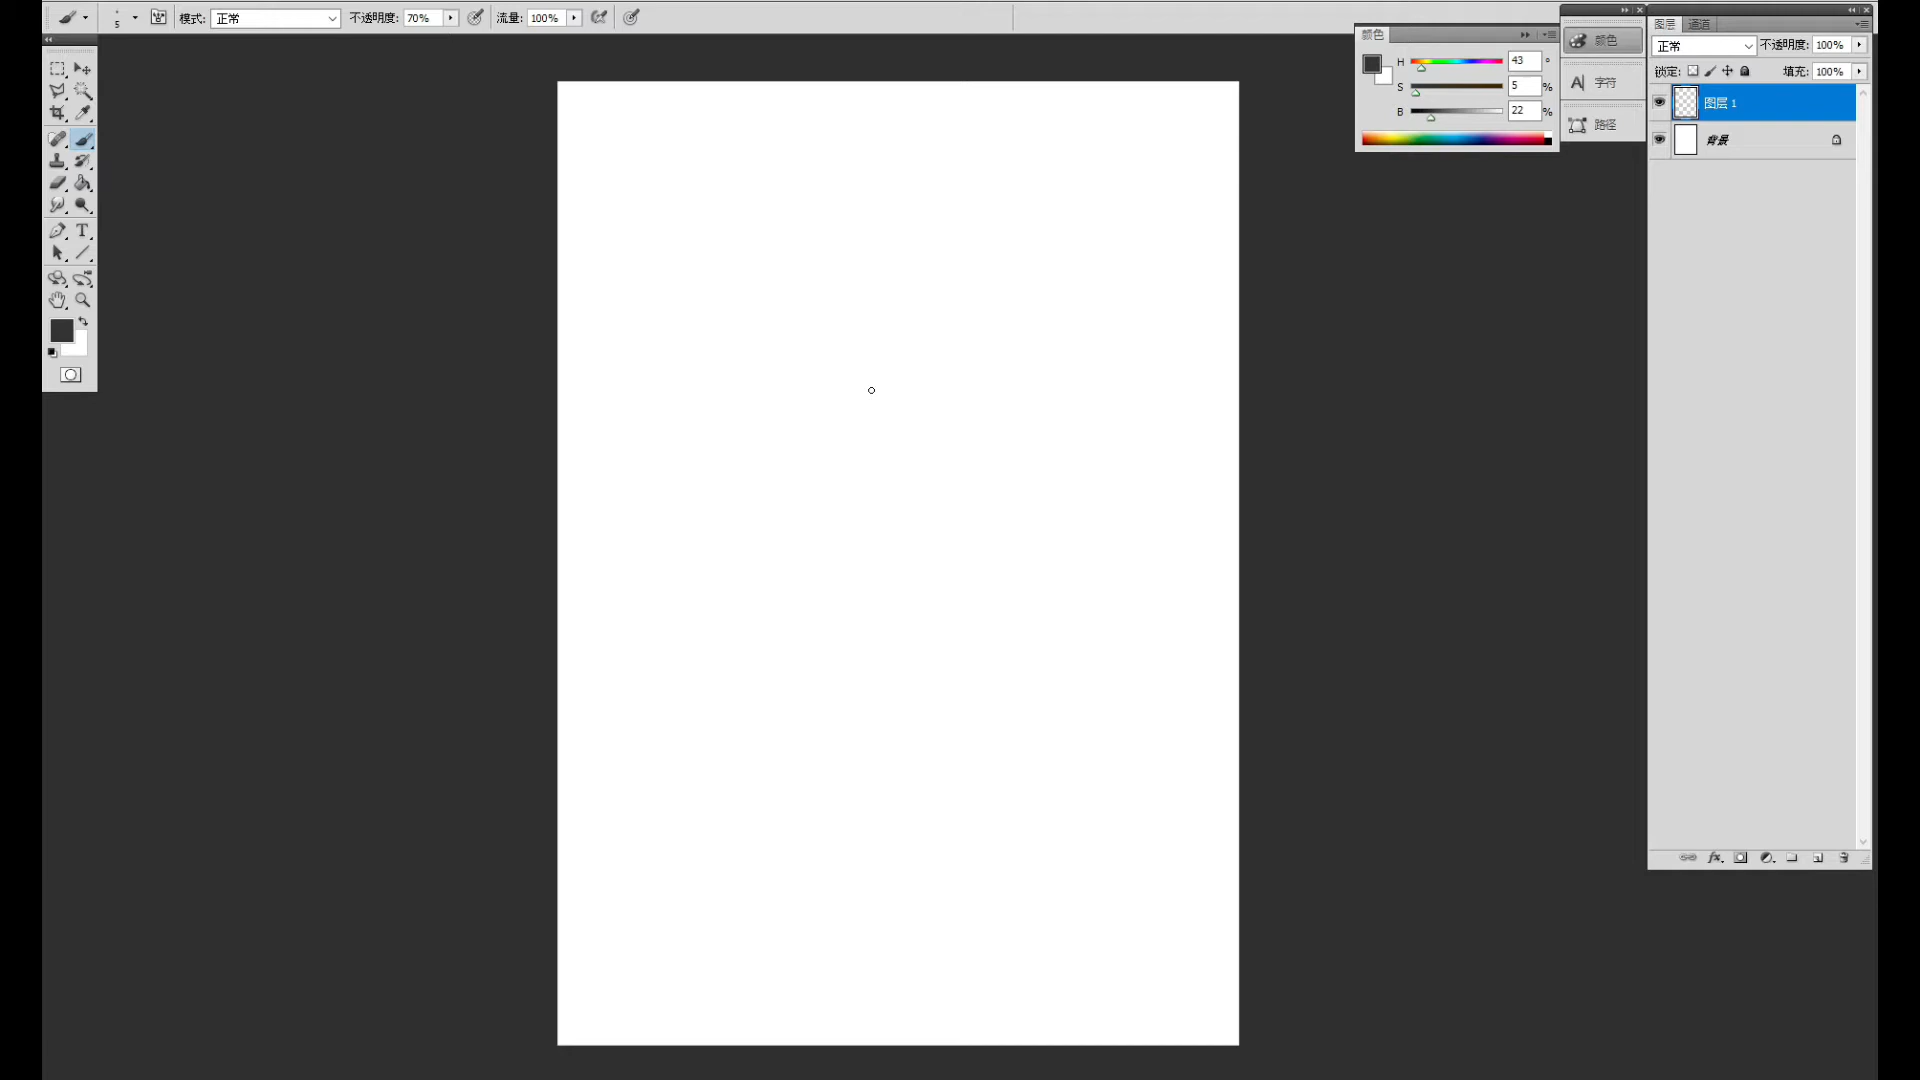 5 模式: 正常 不透明度: 70% 流量: 100%
颜色
H 43 °
S 5 %
B 22 %
颜色
字符
路径
图层 通道
正常 不透明度: 100%
锁定: 填充: 100%
图层 1
背景
T
fx